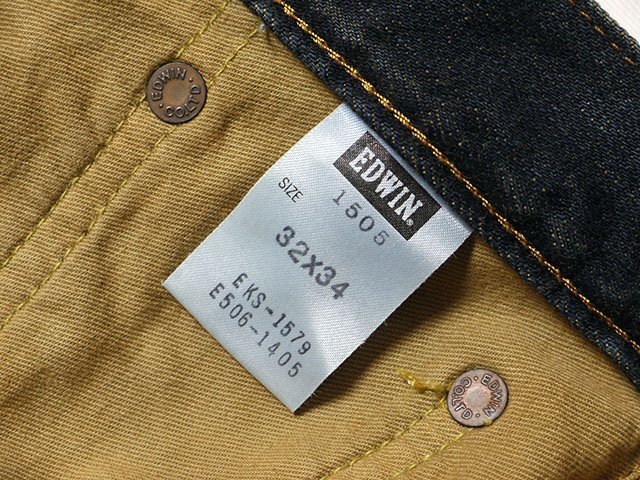 EDWIN.
1505
SIZE
32X34
EKS-1579
E506-1405
EDWIN · CO.LTD ·
EDWIN · CO.LTD ·